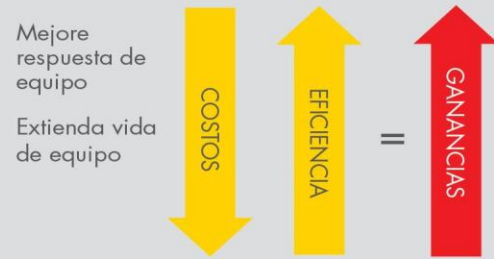 Mejore
respuesta de
equipo
Extienda vida
de equipo
COSTOS
EFICIENCIA
=
GANANCIAS